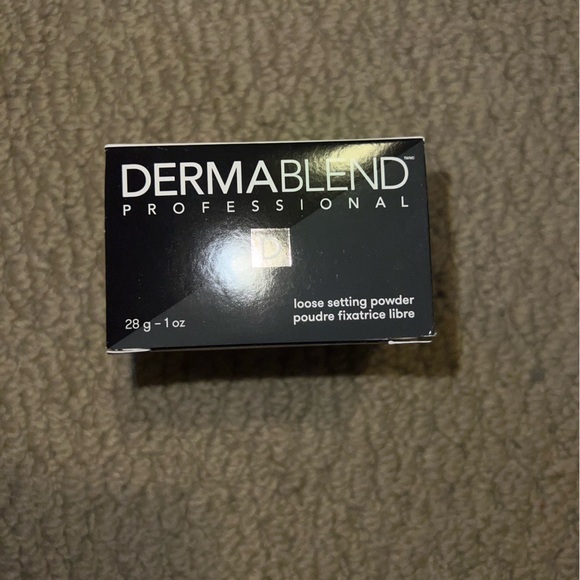 DERMABLEND
PROFESSIONAL
D
loose setting powder
28 g – 1 oz
poudre fixatrice libre